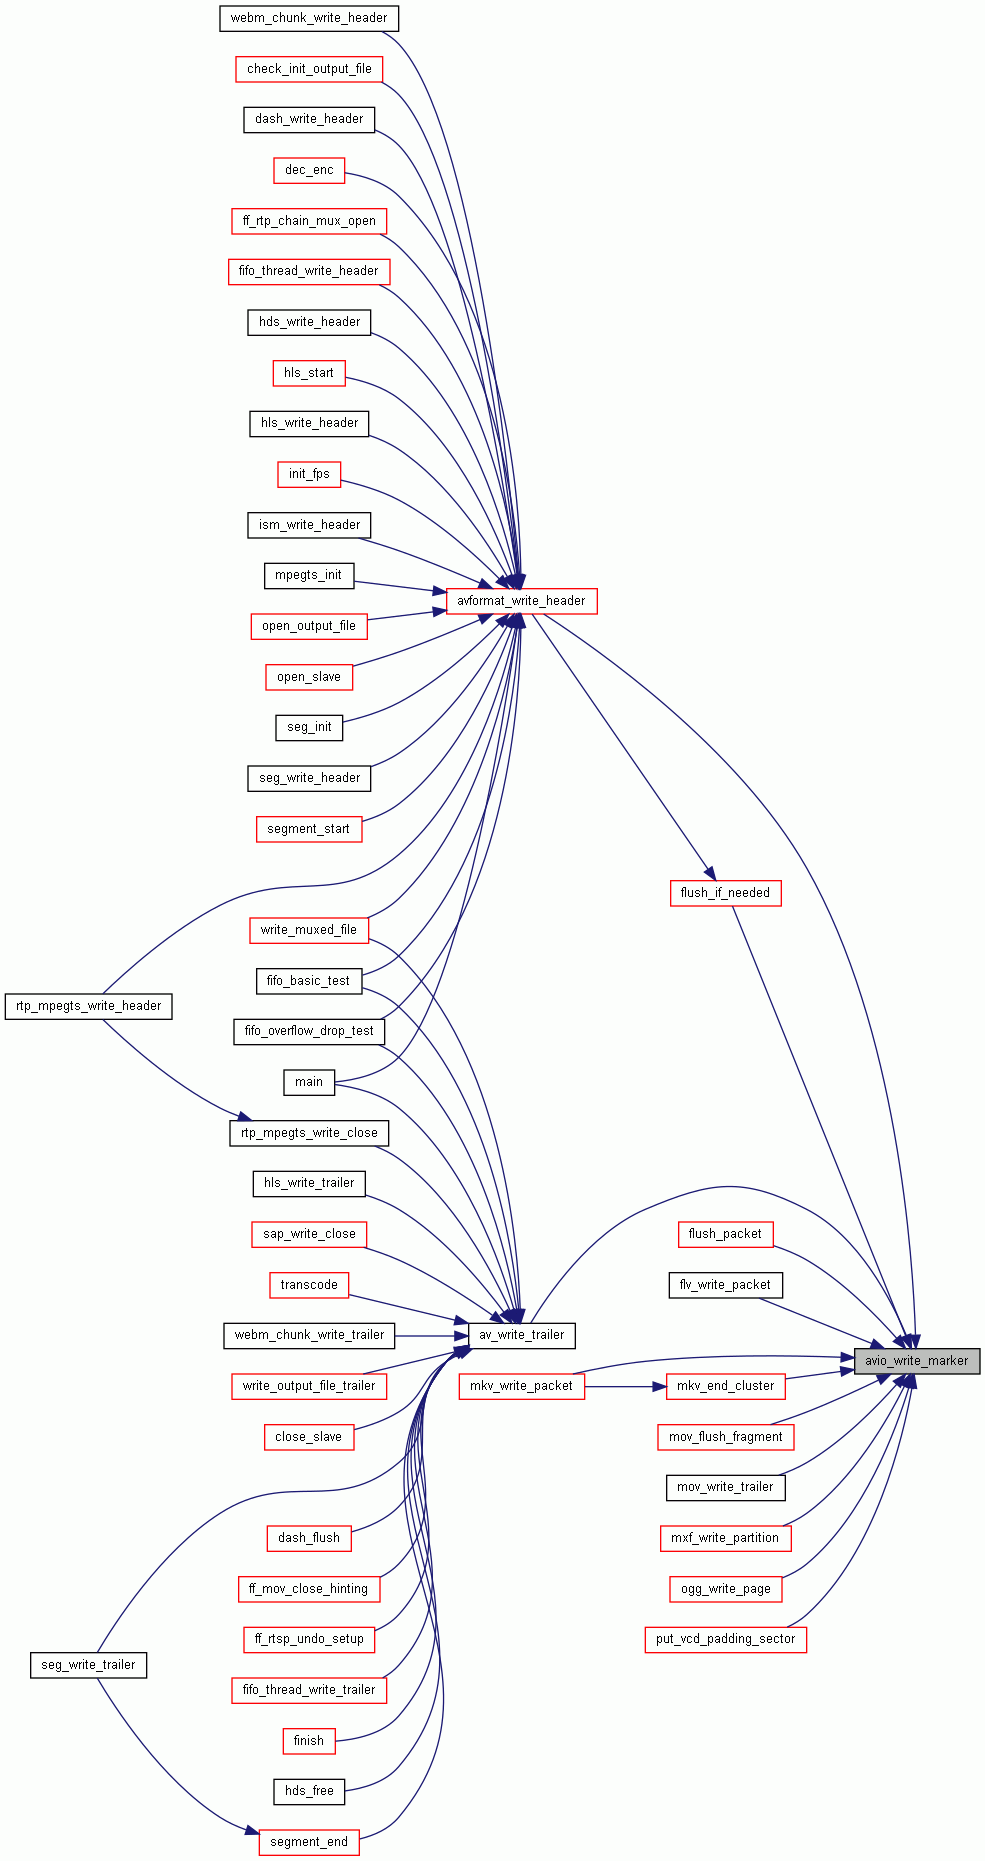 webm_chunk_write_header
check_init_output_file
dash_write_header
dec_enc
ff_rtp_chain_mux_open
fifo_thread_write_header
hds_write_header
hls_start
hls_write_header
init_fps
ism_write_header
mpegts_init
avformat_write_header
open_output_file
open_slave
seg_init
seg_write_header
segment_start
flush_if_needed
write_muxed_file
fifo_basic_test
rtp_mpegts_write_header
fifo_overflow_drop_test
main
rtp_mpegts_write_close
hls_write_trailer
sap_write_close
flush_packet
transcode
flv_write_packet
webm_chunk_write_trailer
av_write_trailer
avio_write_marker
write_output_file_trailer
mkv_write_packet
mkv_end_cluster
close_slave
mov_flush_fragment
mov_write_trailer
dash_flush
mxf_write_partition
ff_mov_close_hinting
ogg_write_page
ff_rtsp_undo_setup
put_vcd_padding_sector
seg_write_trailer
fifo_thread_write_trailer
finish
hds_free
segment_end